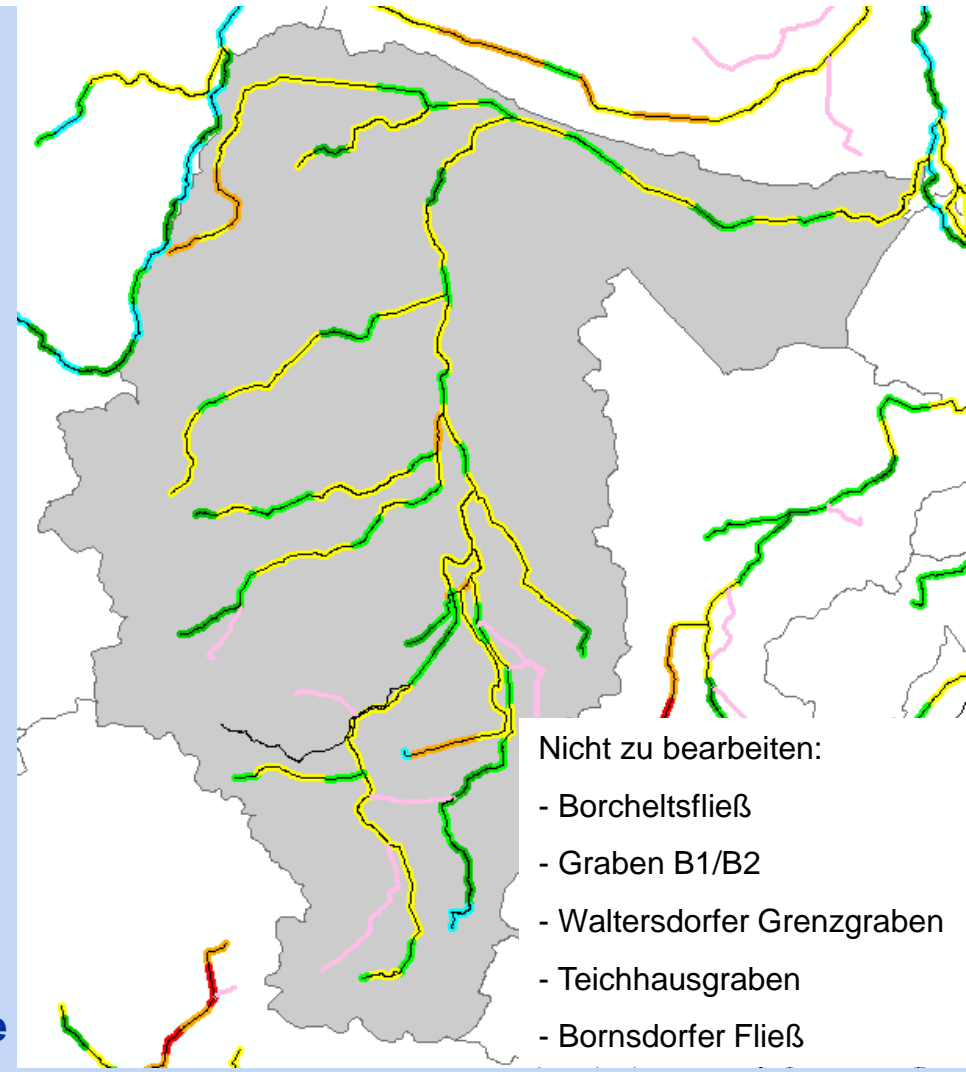 Nicht zu bearbeiten:
- Borcheltsfließ
- Graben B1/B2
- Waltersdorfer Grenzgraben
- Teichhausgraben
- Bornsdorfer Fließ
e